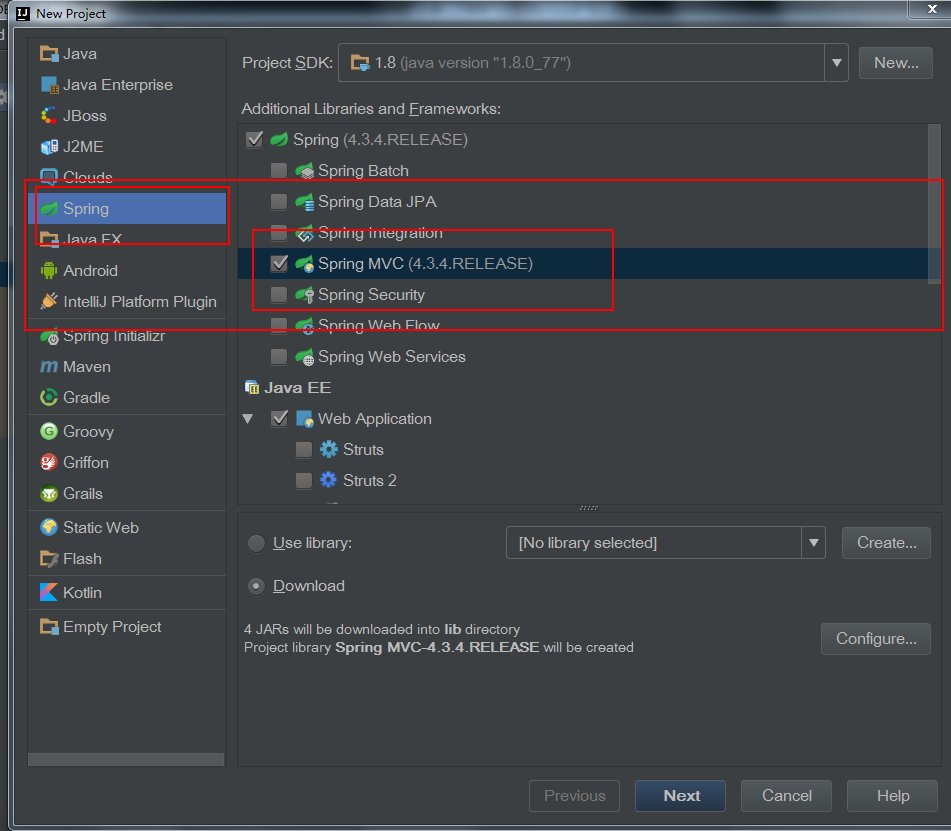 New Project
Java
Java Enterprise
JBoss
J2ME
Clouds
Spring
Java FX
Android
IntelliJ Platform Plugin
Spring Initializr
Maven
Gradle
Groovy
Griffon
Grails
Static Web
Flash
Kotlin
Empty Project
Project SDK: 1.8 (java version "1.8.0_77") New...
Additional Libraries and Frameworks:
Spring (4.3.4.RELEASE)
Spring Batch
Spring Data JPA
Spring Integration
Spring MVC (4.3.4.RELEASE)
Spring Security
Spring Web Flow
Spring Web Services
Java EE
Web Application
Struts
Struts 2
Use library: [No library selected] Create...
Download
4 JARs will be downloaded into lib directory
Project library Spring MVC-4.3.4.RELEASE will be created
Configure...
Previous Next Cancel Help